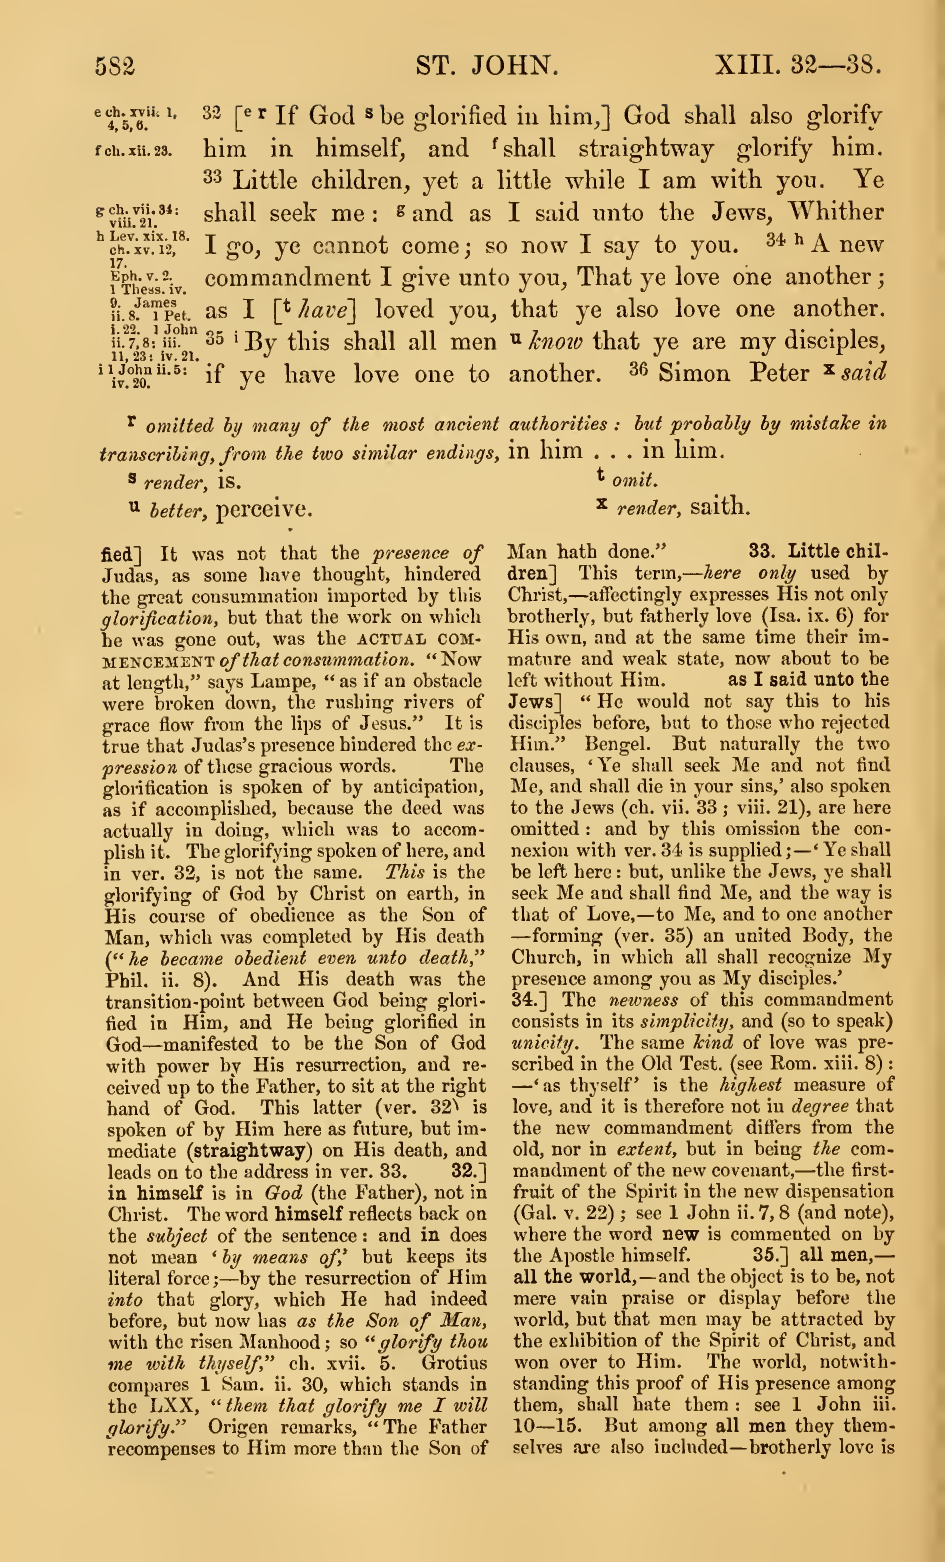 582 ST. JOHN. XIII. 32—38.
e ch. xvii. 1,
4, 5, 6.
f ch. xii. 23.
g ch. vii. 34:
viii. 21.
h Lev. xix. 18.
ch. xv. 12,
17.
Eph. v. 2.
1 Thess. iv.
9. James
ii. 8. 1 Pet.
i. 22. 1 John
ii. 7, 8: iii.
11, 23: iv. 21.
i 1 John ii. 5:
iv. 20.
32 [e r If God s be glorified in him,] God shall also glorify
him in himself, and f shall straightway glorify him.
33 Little children, yet a little while I am with you. Ye
shall seek me : g and as I said unto the Jews, Whither
I go, ye cannot come; so now I say to you. 34 h A new
commandment I give unto you, That ye love one another ;
as I [t have] loved you, that ye also love one another.
35 i By this shall all men u know that ye are my disciples,
if ye have love one to another. 36 Simon Peter x said
r omitted by many of the most ancient authorities : but probably by mistake in
transcribing, from the two similar endings, in him . . . in him.
s render, is. t omit.
u better, perceive. x render, saith.
fied] It was not that the presence of
Judas, as some have thought, hindered
the great consummation imported by this
glorification, but that the work on which
he was gone out, was the ACTUAL COM-
MENCEMENT of that consummation. “Now
at length,” says Lampe, “as if an obstacle
were broken down, the rushing rivers of
grace flow from the lips of Jesus.” It is
true that Judas's presence hindered the ex-
pression of these gracious words. The
glorification is spoken of by anticipation,
as if accomplished, because the deed was
actually in doing, which was to accom-
plish it. The glorifying spoken of here, and
in ver. 32, is not the same. This is the
glorifying of God by Christ on earth, in
His course of obedience as the Son of
Man, which was completed by His death
(“he became obedient even unto death,”
Phil. ii. 8). And His death was the
transition-point between God being glori-
fied in Him, and He being glorified in
God—manifested to be the Son of God
with power by His resurrection, and re-
ceived up to the Father, to sit at the right
hand of God. This latter (ver. 32) is
spoken of by Him here as future, but im-
mediate (straightway) on His death, and
leads on to the address in ver. 33. 32.]
in himself is in God (the Father), not in
Christ. The word himself reflects back on
the subject of the sentence : and in does
not mean ‘by means of,’ but keeps its
literal force;—by the resurrection of Him
into that glory, which He had indeed
before, but now has as the Son of Man,
with the risen Manhood; so “glorify thou
me with thyself,” ch. xvii. 5. Grotius
compares 1 Sam. ii. 30, which stands in
the LXX, “them that glorify me I will
glorify.” Origen remarks, “The Father
recompenses to Him more than the Son of
Man hath done.” 33. Little chil-
dren] This term,—here only used by
Christ,—affectingly expresses His not only
brotherly, but fatherly love (Isa. ix. 6) for
His own, and at the same time their im-
mature and weak state, now about to be
left without Him. as I said unto the
Jews] “He would not say this to his
disciples before, but to those who rejected
Him.” Bengel. But naturally the two
clauses, ‘Ye shall seek Me and not find
Me, and shall die in your sins,’ also spoken
to the Jews (ch. vii. 33 ; viii. 21), are here
omitted : and by this omission the con-
nexion with ver. 34 is supplied;—‘Ye shall
be left here : but, unlike the Jews, ye shall
seek Me and shall find Me, and the way is
that of Love,—to Me, and to one another
—forming (ver. 35) an united Body, the
Church, in which all shall recognize My
presence among you as My disciples.’
34.] The newness of this commandment
consists in its simplicity, and (so to speak)
unicity. The same kind of love was pre-
scribed in the Old Test. (see Rom. xiii. 8) :
—‘as thyself’ is the highest measure of
love, and it is therefore not in degree that
the new commandment differs from the
old, nor in extent, but in being the com-
mandment of the new covenant,—the first-
fruit of the Spirit in the new dispensation
(Gal. v. 22) ; see 1 John ii. 7, 8 (and note),
where the word new is commented on by
the Apostle himself. 35.] all men,—
all the world,—and the object is to be, not
mere vain praise or display before the
world, but that men may be attracted by
the exhibition of the Spirit of Christ, and
won over to Him. The world, notwith-
standing this proof of His presence among
them, shall hate them : see 1 John iii.
10—15. But among all men they them-
selves are also included—brotherly love is